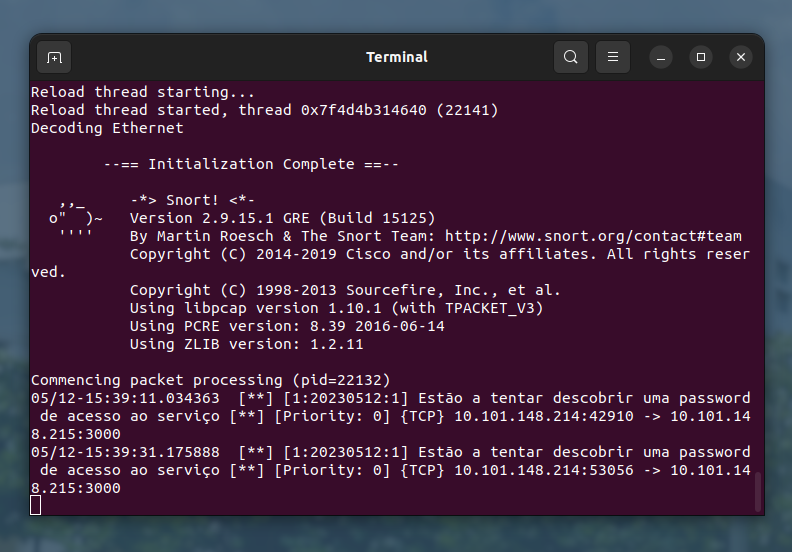 Terminal
Reload thread starting...
Reload thread started, thread 0x7f4d4b314640 (22141)
Decoding Ethernet
        --== Initialization Complete ==--
   ,,_     -*> Snort! <*-
  o"  )~   Version 2.9.15.1 GRE (Build 15125)
   ''''    By Martin Roesch & The Snort Team: http://www.snort.org/contact#team
           Copyright (C) 2014-2019 Cisco and/or its affiliates. All rights reser
ved.
           Copyright (C) 1998-2013 Sourcefire, Inc., et al.
           Using libpcap version 1.10.1 (with TPACKET_V3)
           Using PCRE version: 8.39 2016-06-14
           Using ZLIB version: 1.2.11
Commencing packet processing (pid=22132)
05/12-15:39:11.034363  [**] [1:20230512:1] Estão a tentar descobrir uma password
 de acesso ao serviço [**] [Priority: 0] {TCP} 10.101.148.214:42910 -> 10.101.14
8.215:3000
05/12-15:39:31.175888  [**] [1:20230512:1] Estão a tentar descobrir uma password
 de acesso ao serviço [**] [Priority: 0] {TCP} 10.101.148.214:53056 -> 10.101.14
8.215:3000